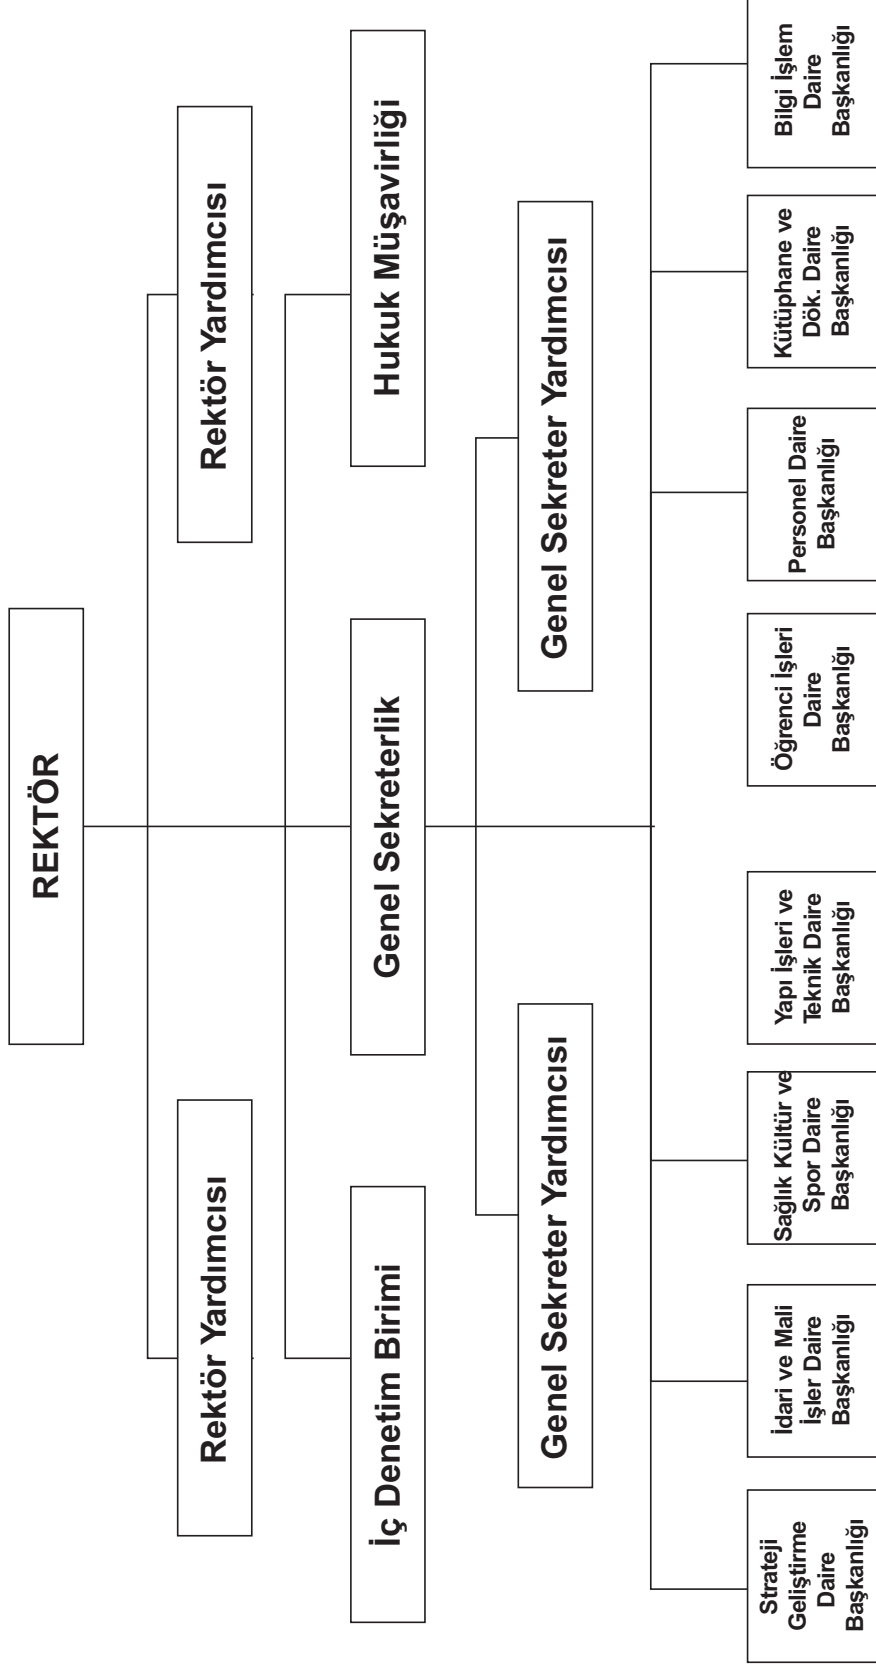 REKTÖR
Rektör Yardımcısı
Rektör Yardımcısı
İç Denetim Birimi
Genel Sekreterlik
Hukuk Müşavirliği
Genel Sekreter Yardımcısı
Genel Sekreter Yardımcısı
Strateji
Geliştirme
Daire
Başkanlığı
İdari ve Mali
İşler Daire
Başkanlığı
Sağlık Kültür ve
Spor Daire
Başkanlığı
Yapı İşleri ve
Teknik Daire
Başkanlığı
Öğrenci İşleri
Daire
Başkanlğı
Personel Daire
Başkanlığı
Kütüphane ve
Dök. Daire
Başkanlığı
Bilgi İşlem
Daire
Başkanlığı